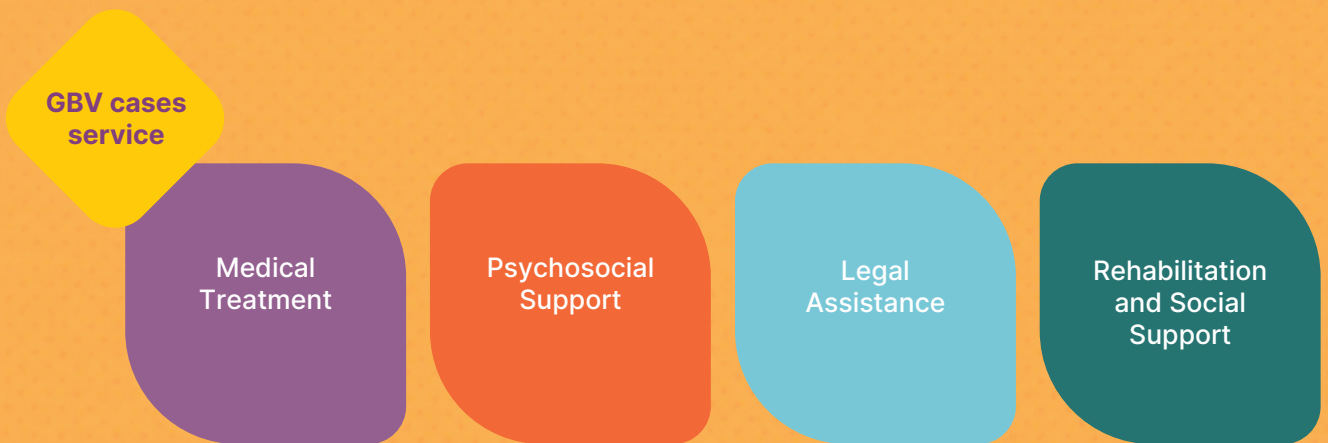 GBV cases
service
Medical
Treatment
Psychosocial
Support
Legal
Assistance
Rehabilitation
and Social
Support